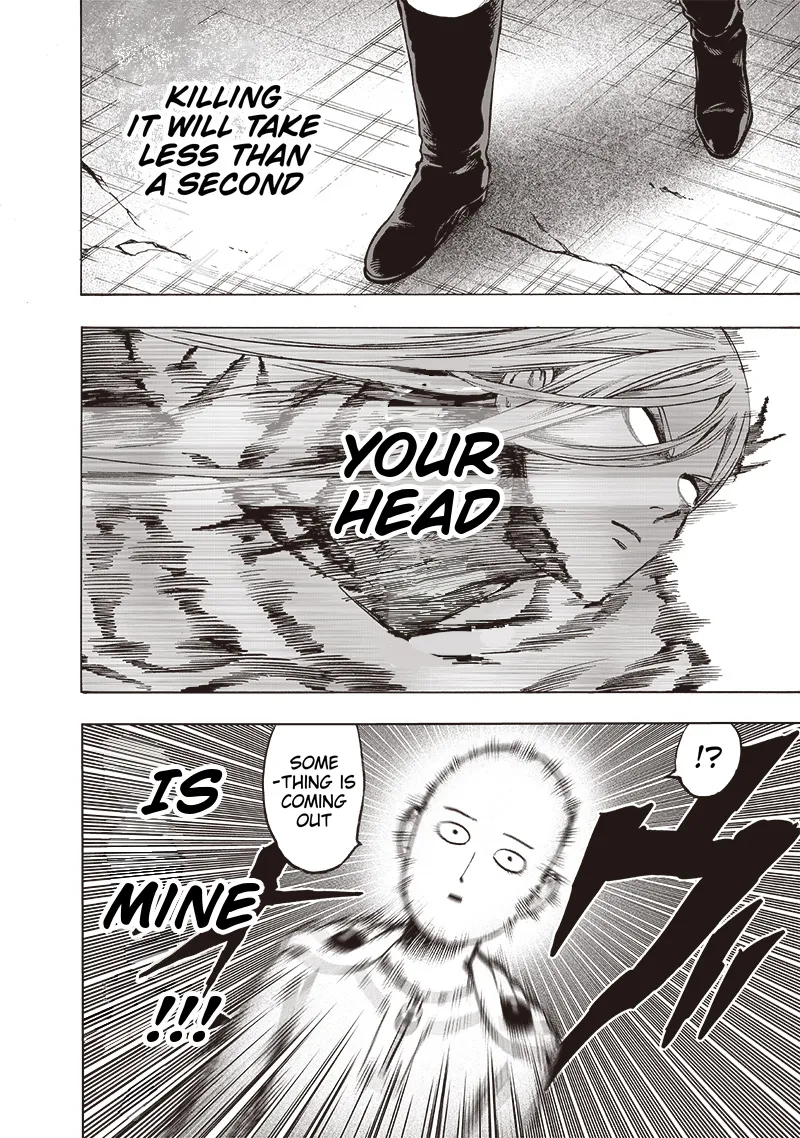 KILLING
IT WILL TAKE
LESS THAN
A SECOND
YOUR
HEAD
!?
SOME
-THING IS
COMING
OUT
IS
MINE
!!!